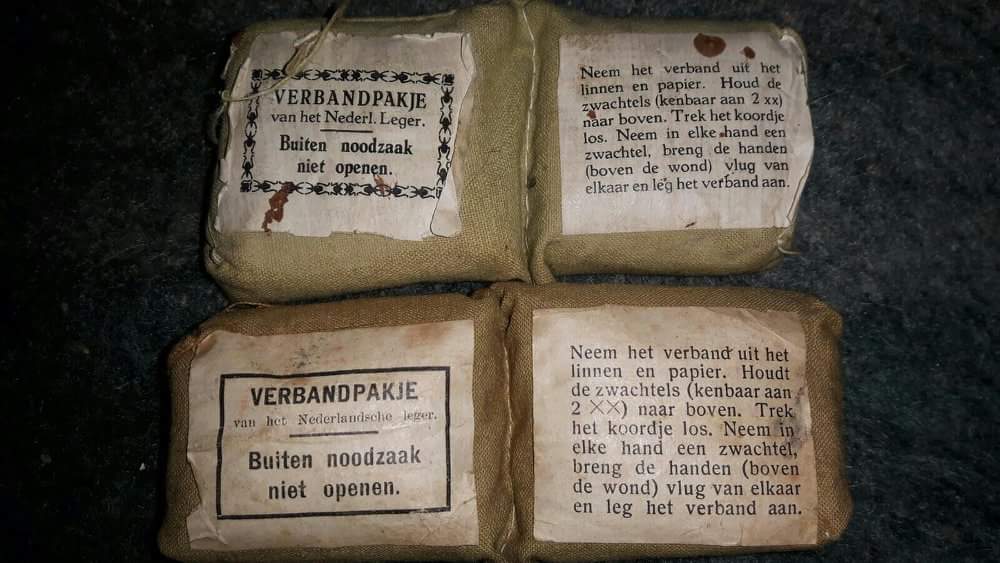 VERBANDPAKJE
van het Nederl. Leger.
Buiten noodzaak
niet openen.
Neem het verband uit het
linnen en papier. Houd de
zwachtels (kenbaar aan 2 xx)
naar boven. Trek het koordje
los. Neem in elke hand een
zwachtel, breng de handen
(boven de wond) vlug van
elkaar en leg het verband aan.
VERBANDPAKJE
van het Nederlandsche leger.
Buiten noodzaak
niet openen.
Neem het verband uit het
linnen en papier. Houdt
de zwachtels (kenbaar aan
2 XX) naar boven. Trek
het koordje los. Neem in
elke hand een zwachtel,
breng de handen (boven
de wond) vlug van elkaar
en leg het verband aan.